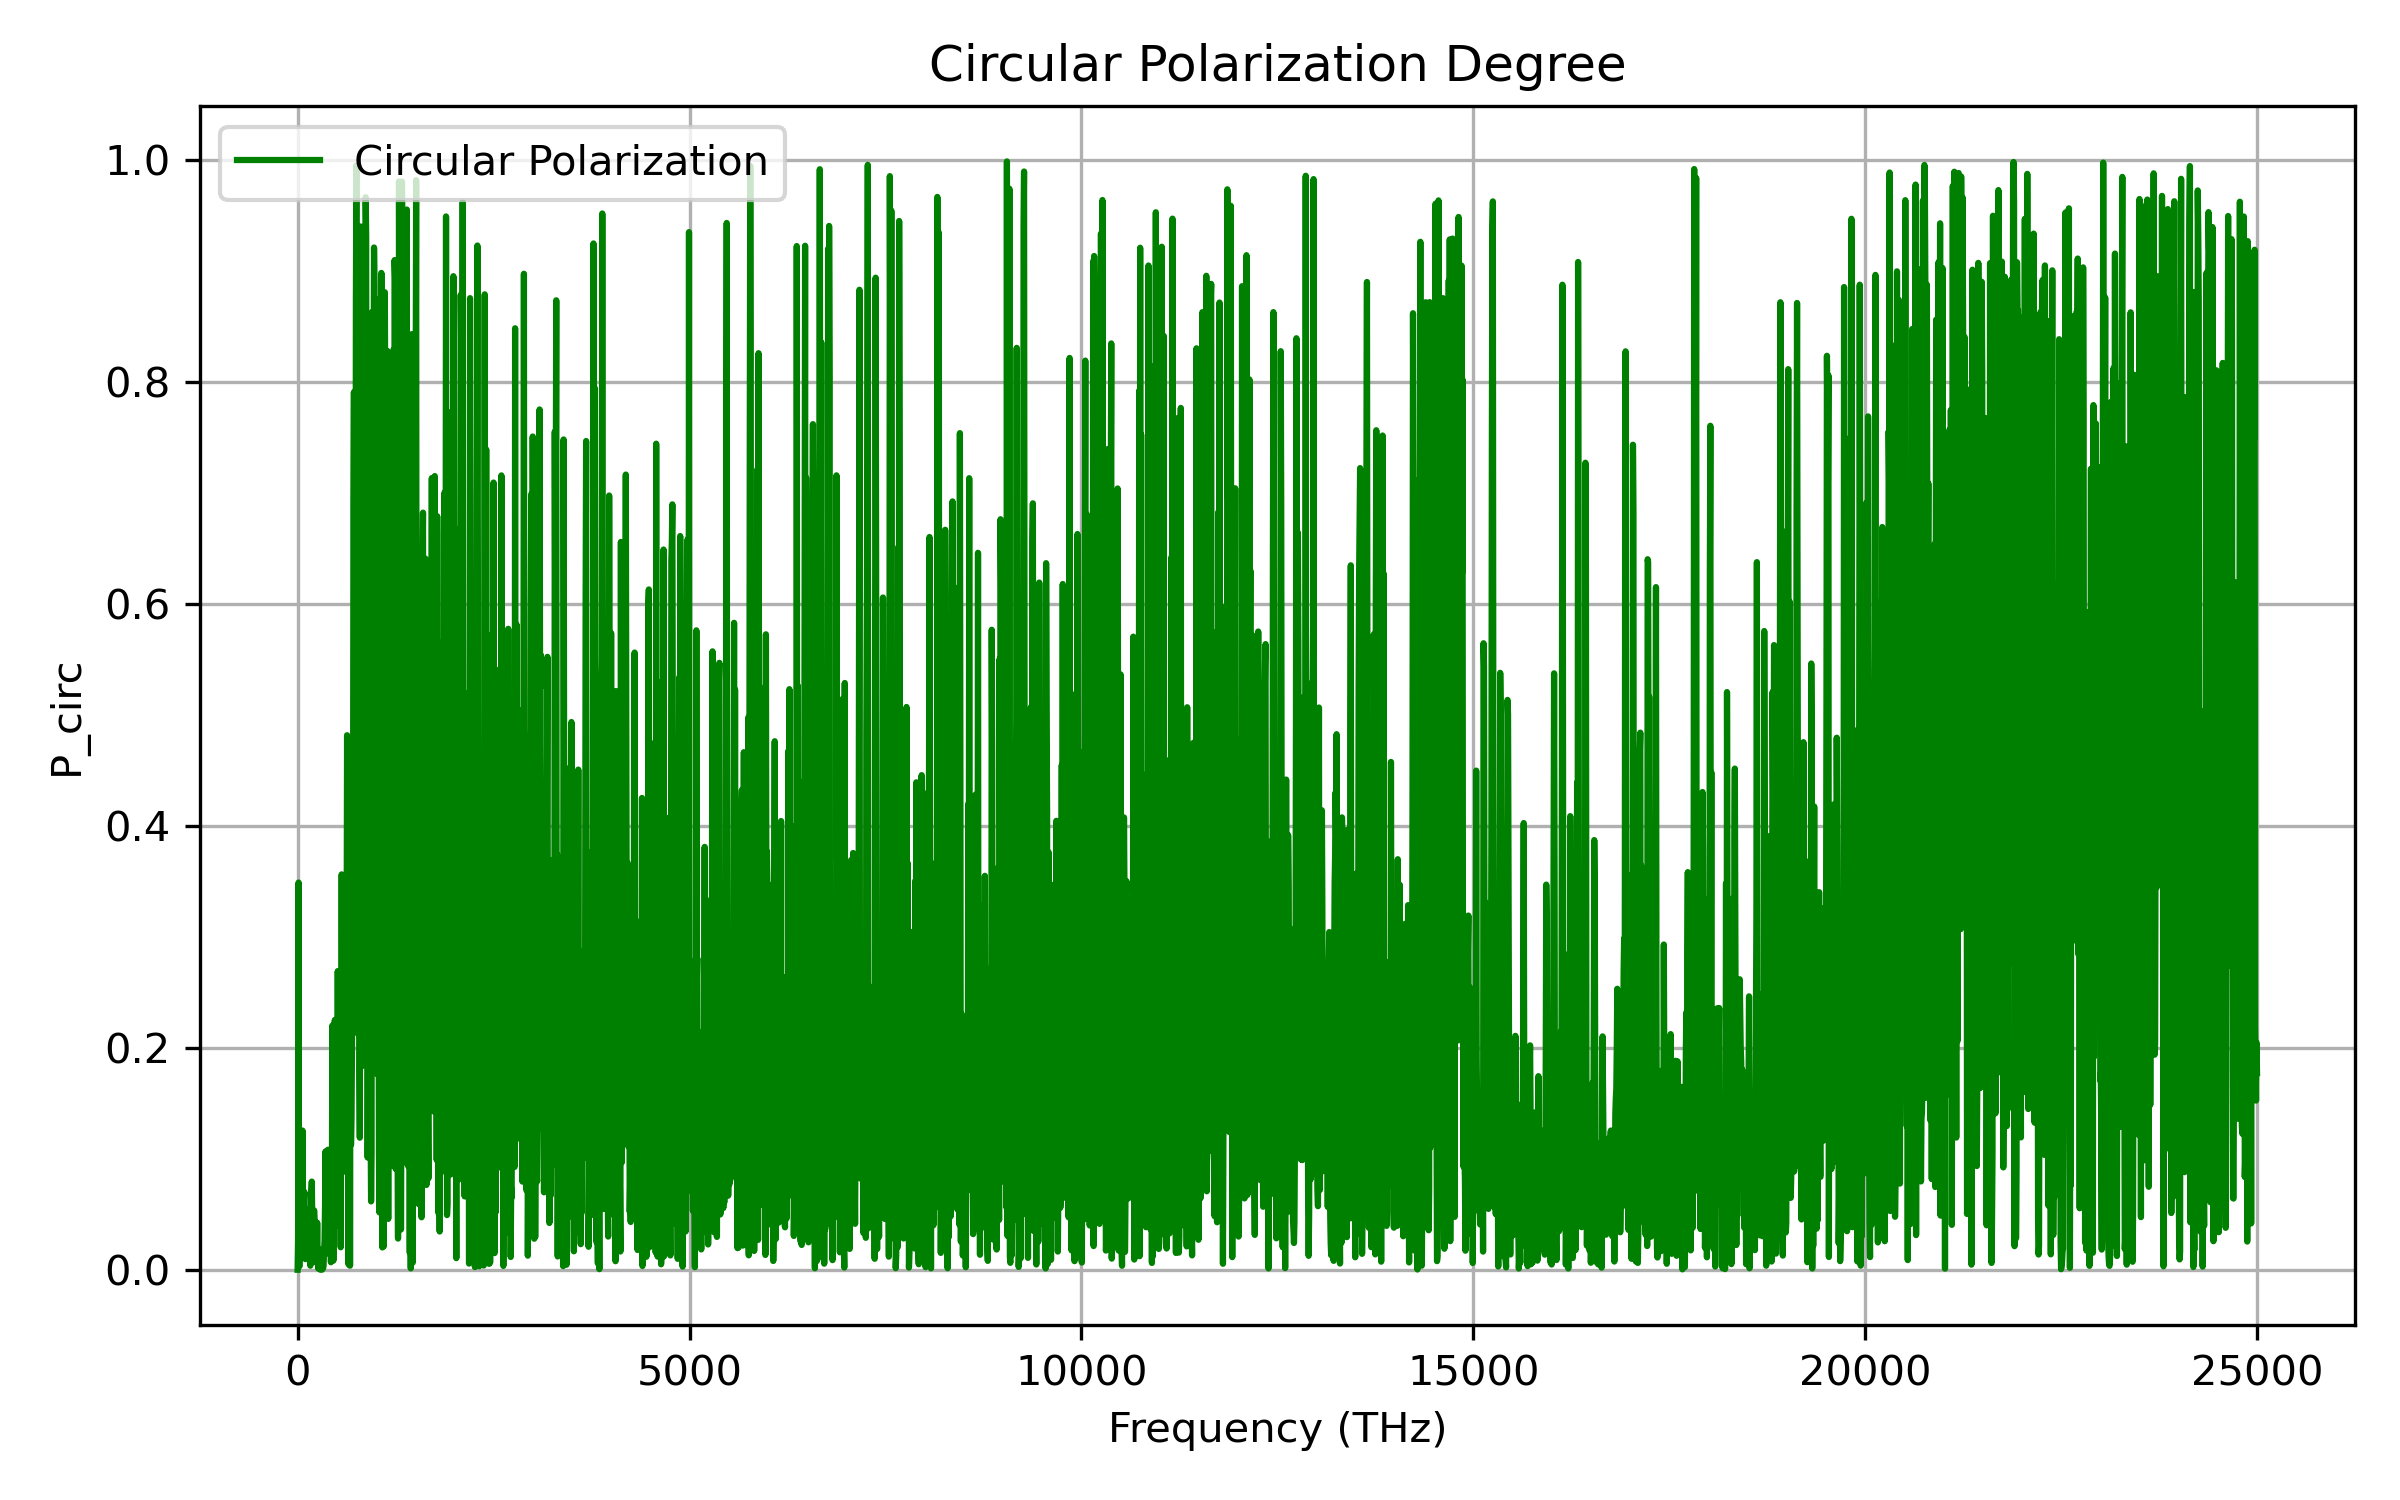 Circular Polarization Degree
Circular Polarization
1.0
0.8
0.6
0.4
0.2
0.0
P_circ
0 5000 10000 15000 20000 25000
Frequency (THz)